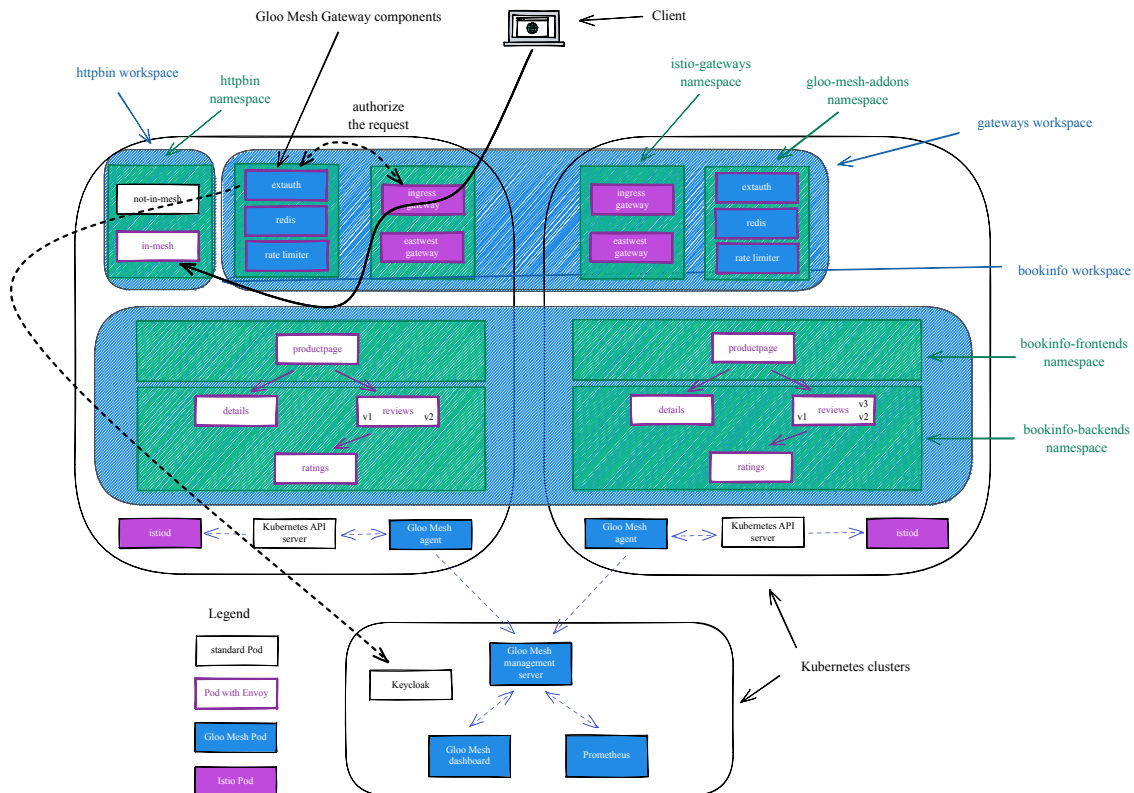 Gloo Mesh Gateway components
Client
httpbin workspace
httpbin
namespace
istio-gateways
namespace
gloo-mesh-addons
namespace
authorize
the request
gateways workspace
not-in-mesh
in-mesh
extauth
redis
rate limiter
ingress
gateway
eastwest
gateway
ingress
gateway
eastwest
gateway
extauth
redis
rate limiter
bookinfo workspace
productpage
details
reviews
v1
v2
ratings
productpage
details
reviews
v1
v3
v2
ratings
bookinfo-frontends
namespace
bookinfo-backends
namespace
istiod
Kubernetes API
server
Gloo Mesh
agent
Gloo Mesh
agent
Kubernetes API
server
istiod
Legend
standard Pod
Pod with Envoy
Gloo Mesh Pod
Istio Pod
Keycloak
Gloo Mesh
management
server
Gloo Mesh
dashboard
Prometheus
Kubernetes clusters